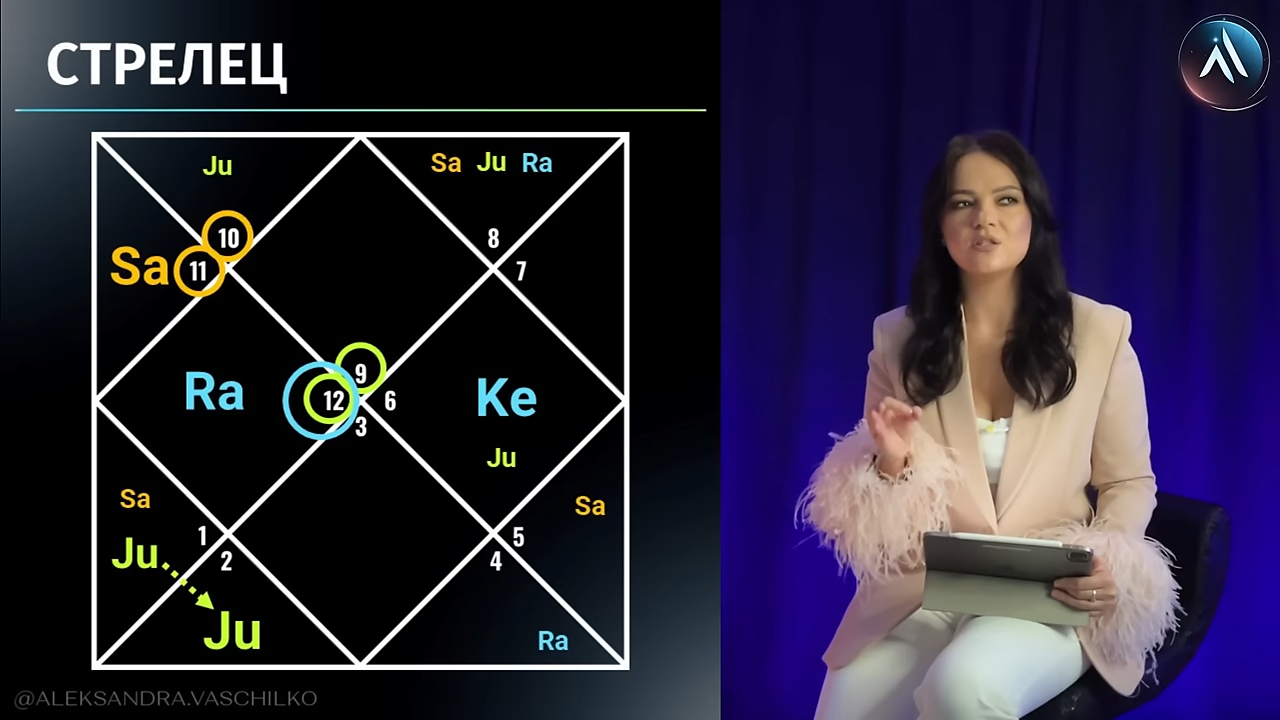 СТРЕЛЕЦ
Ju
Sa Ju Ra
10
8
Sa 11
7
9
Ra 12 6 Ke
3
Ju
Sa
Sa
1
5
Ju
2
4
Ju
Ra
@ALEKSANDRA.VASCHILKO